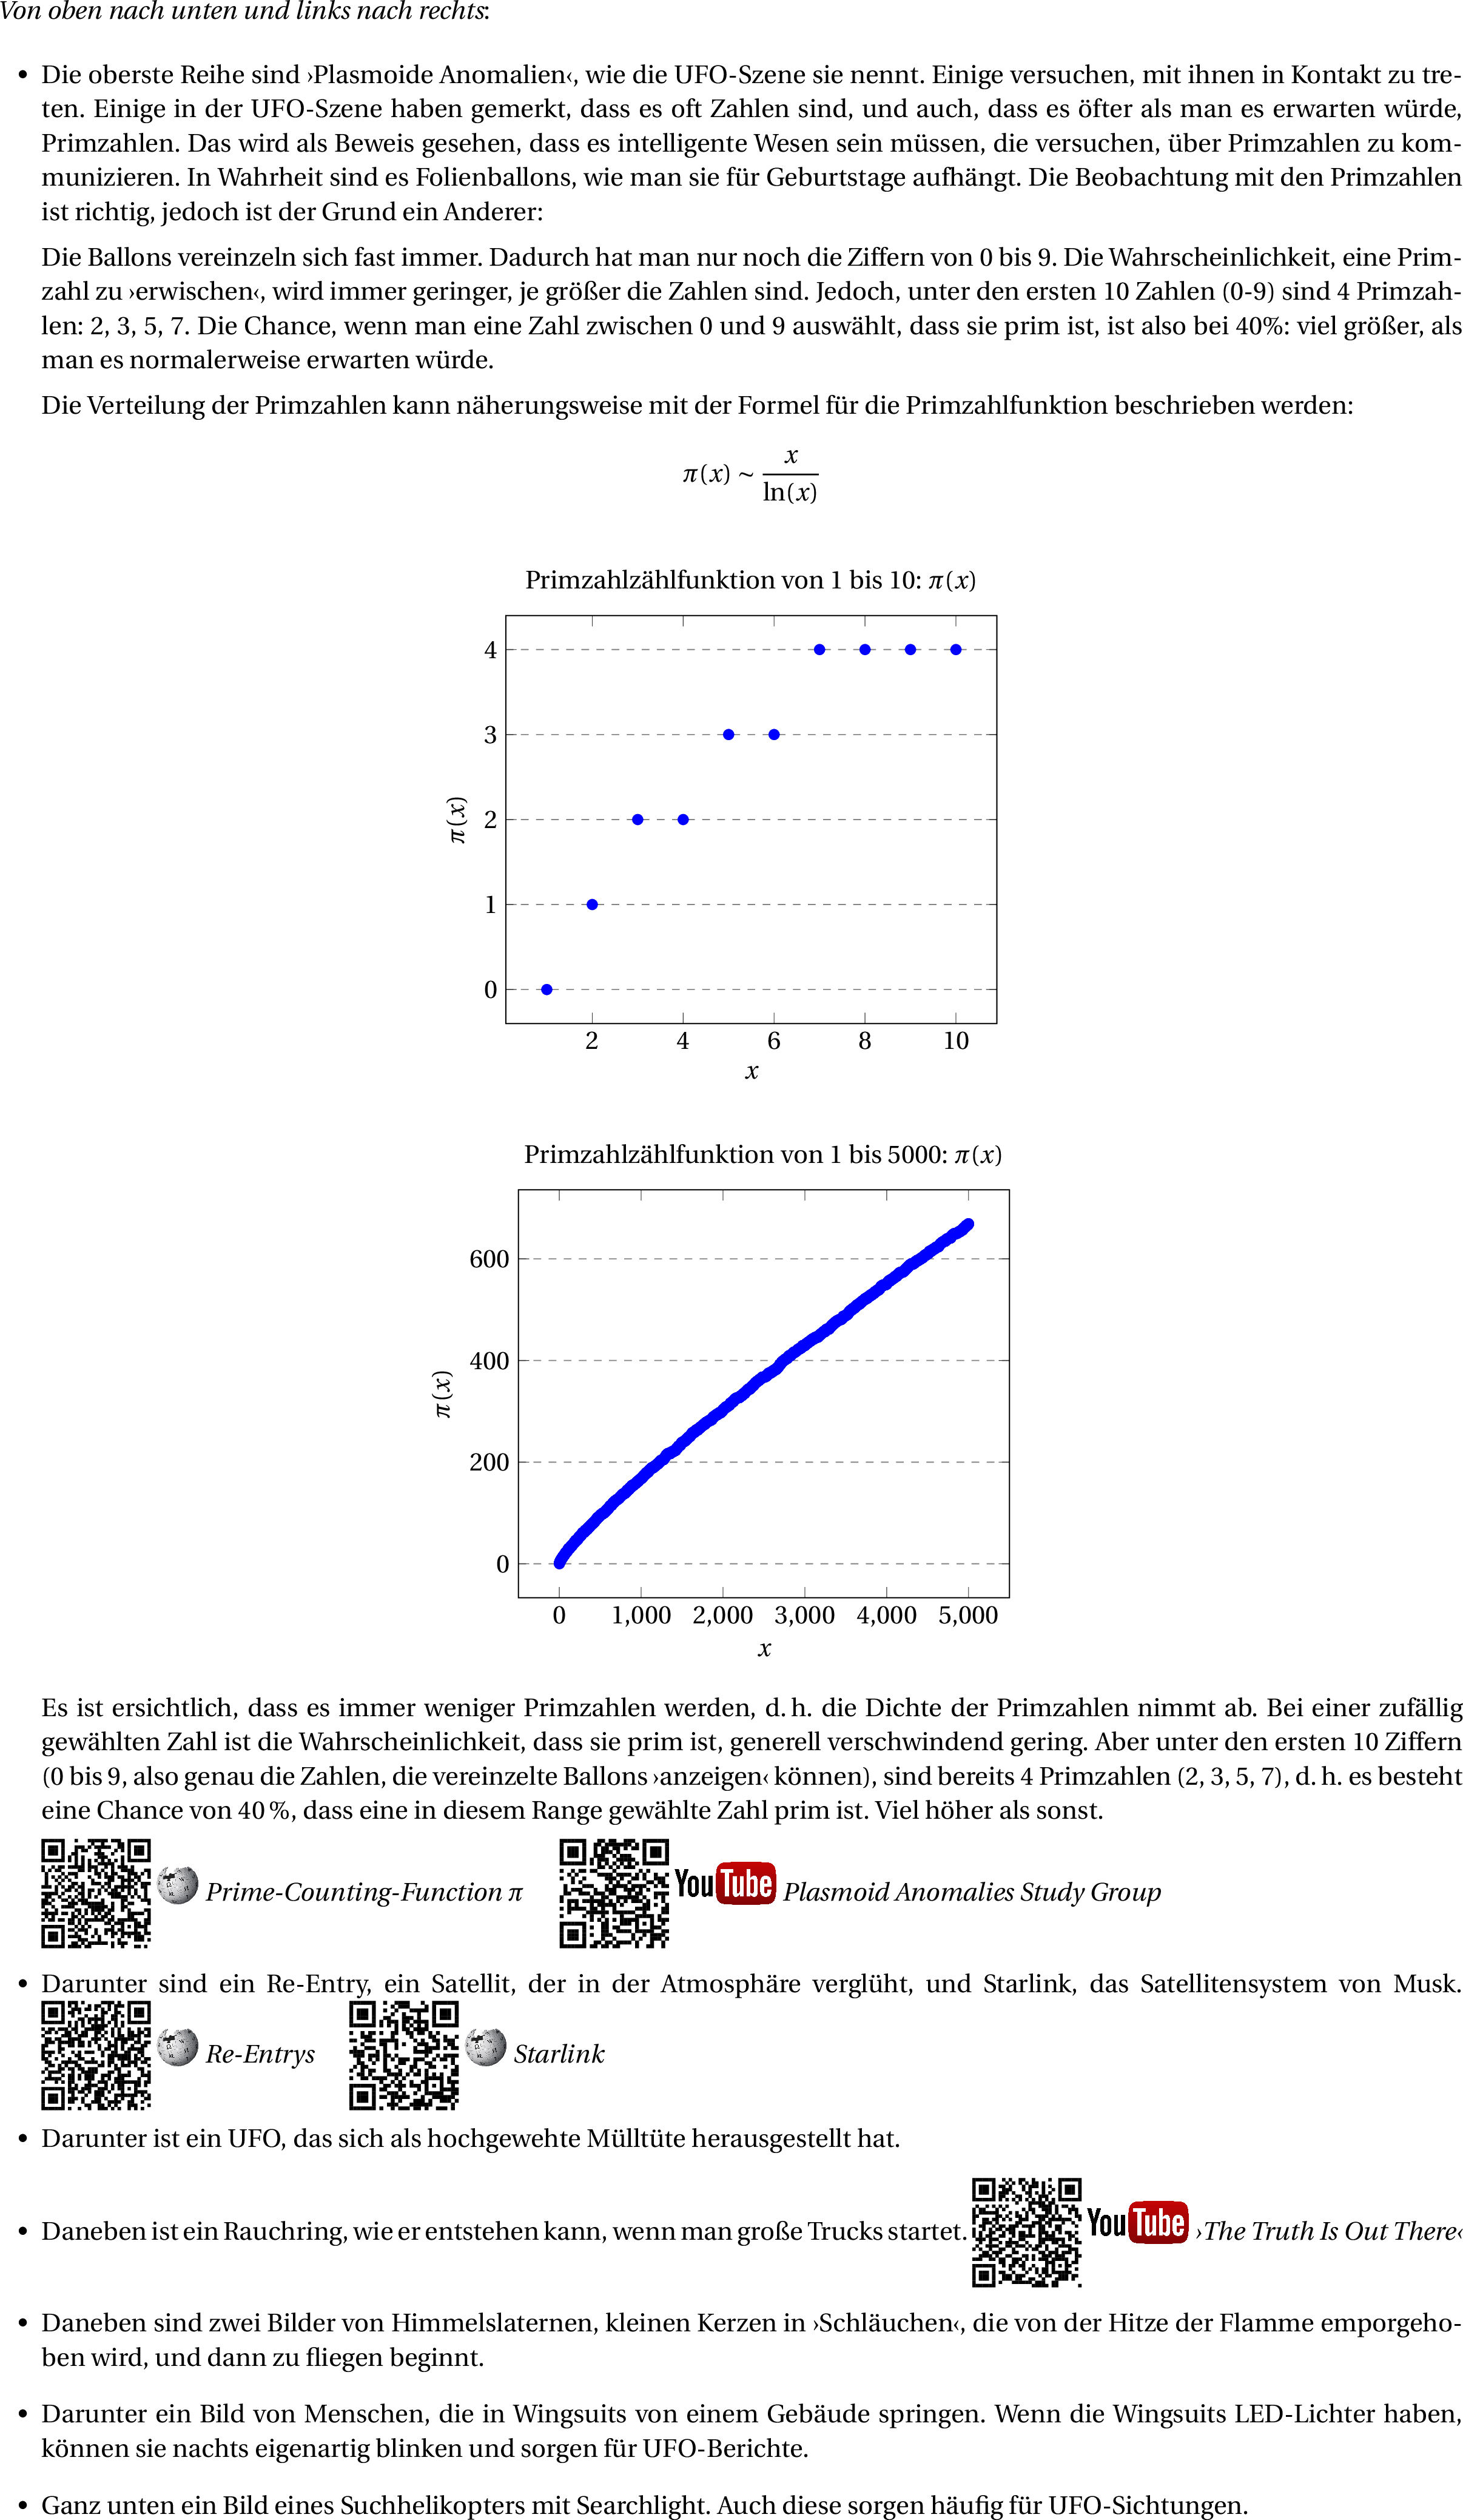 Von oben nach unten und links nach rechts:
• Die oberste Reihe sind ›Plasmoide Anomalien‹, wie die UFO-Szene sie nennt. Einige versuchen, mit ihnen in Kontakt zu tre-
ten. Einige in der UFO-Szene haben gemerkt, dass es oft Zahlen sind, und auch, dass es öfter als man es erwarten würde,
Primzahlen. Das wird als Beweis gesehen, dass es intelligente Wesen sein müssen, die versuchen, über Primzahlen zu kom-
munizieren. In Wahrheit sind es Folienballons, wie man sie für Geburtstage aufhängt. Die Beobachtung mit den Primzahlen
ist richtig, jedoch ist der Grund ein Anderer:
Die Ballons vereinzeln sich fast immer. Dadurch hat man nur noch die Ziffern von 0 bis 9. Die Wahrscheinlichkeit, eine Prim-
zahl zu ›erwischen‹, wird immer geringer, je größer die Zahlen sind. Jedoch, unter den ersten 10 Zahlen (0-9) sind 4 Primzah-
len: 2, 3, 5, 7. Die Chance, wenn man eine Zahl zwischen 0 und 9 auswählt, dass sie prim ist, ist also bei 40%: viel größer, als
man es normalerweise erwarten würde.
Die Verteilung der Primzahlen kann näherungsweise mit der Formel für die Primzahlfunktion beschrieben werden:
π(x) ~ x / ln(x)
Primzahlzählfunktion von 1 bis 10: π(x)
4
3
2
1
0
π(x)
2 4 6 8 10
x
Primzahlzählfunktion von 1 bis 5000: π(x)
600
400
200
0
π(x)
0 1,000 2,000 3,000 4,000 5,000
x
Es ist ersichtlich, dass es immer weniger Primzahlen werden, d. h. die Dichte der Primzahlen nimmt ab. Bei einer zufällig
gewählten Zahl ist die Wahrscheinlichkeit, dass sie prim ist, generell verschwindend gering. Aber unter den ersten 10 Ziffern
(0 bis 9, also genau die Zahlen, die vereinzelte Ballons ›anzeigen‹ können), sind bereits 4 Primzahlen (2, 3, 5, 7), d. h. es besteht
eine Chance von 40 %, dass eine in diesem Range gewählte Zahl prim ist. Viel höher als sonst.
Prime-Counting-Function π YouTube Plasmoid Anomalies Study Group
• Darunter sind ein Re-Entry, ein Satellit, der in der Atmosphäre verglüht, und Starlink, das Satellitensystem von Musk.
Re-Entrys Starlink
• Darunter ist ein UFO, das sich als hochgewehte Mülltüte herausgestellt hat.
• Daneben ist ein Rauchring, wie er entstehen kann, wenn man große Trucks startet. YouTube ›The Truth Is Out There‹
• Daneben sind zwei Bilder von Himmelslaternen, kleinen Kerzen in ›Schläuchen‹, die von der Hitze der Flamme emporgeho-
ben wird, und dann zu fliegen beginnt.
• Darunter ein Bild von Menschen, die in Wingsuits von einem Gebäude springen. Wenn die Wingsuits LED-Lichter haben,
können sie nachts eigenartig blinken und sorgen für UFO-Berichte.
• Ganz unten ein Bild eines Suchhelikopters mit Searchlight. Auch diese sorgen häufig für UFO-Sichtungen.